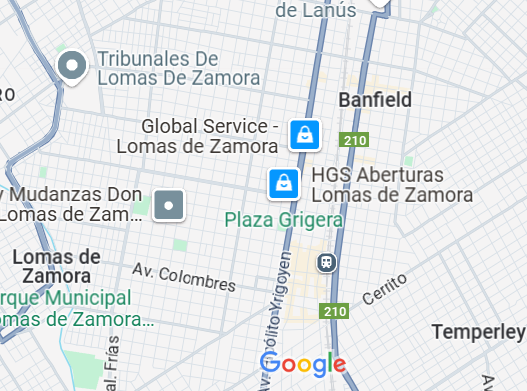 de Lanús
Tribunales De
Lomas De Zamora
RO
Banfield
Global Service -
Lomas de Zamora
210
HGS Aberturas
Lomas de Zamora
y Mudanzas Don
Lomas de Zam...
Plaza Grigera
Lomas de
Zamora
Av. Colombres
Av. Hipólito Yrigoyen
Cerrito
arque Municipal
omas de Zamora...
210
Temperley
al. Frías
Google